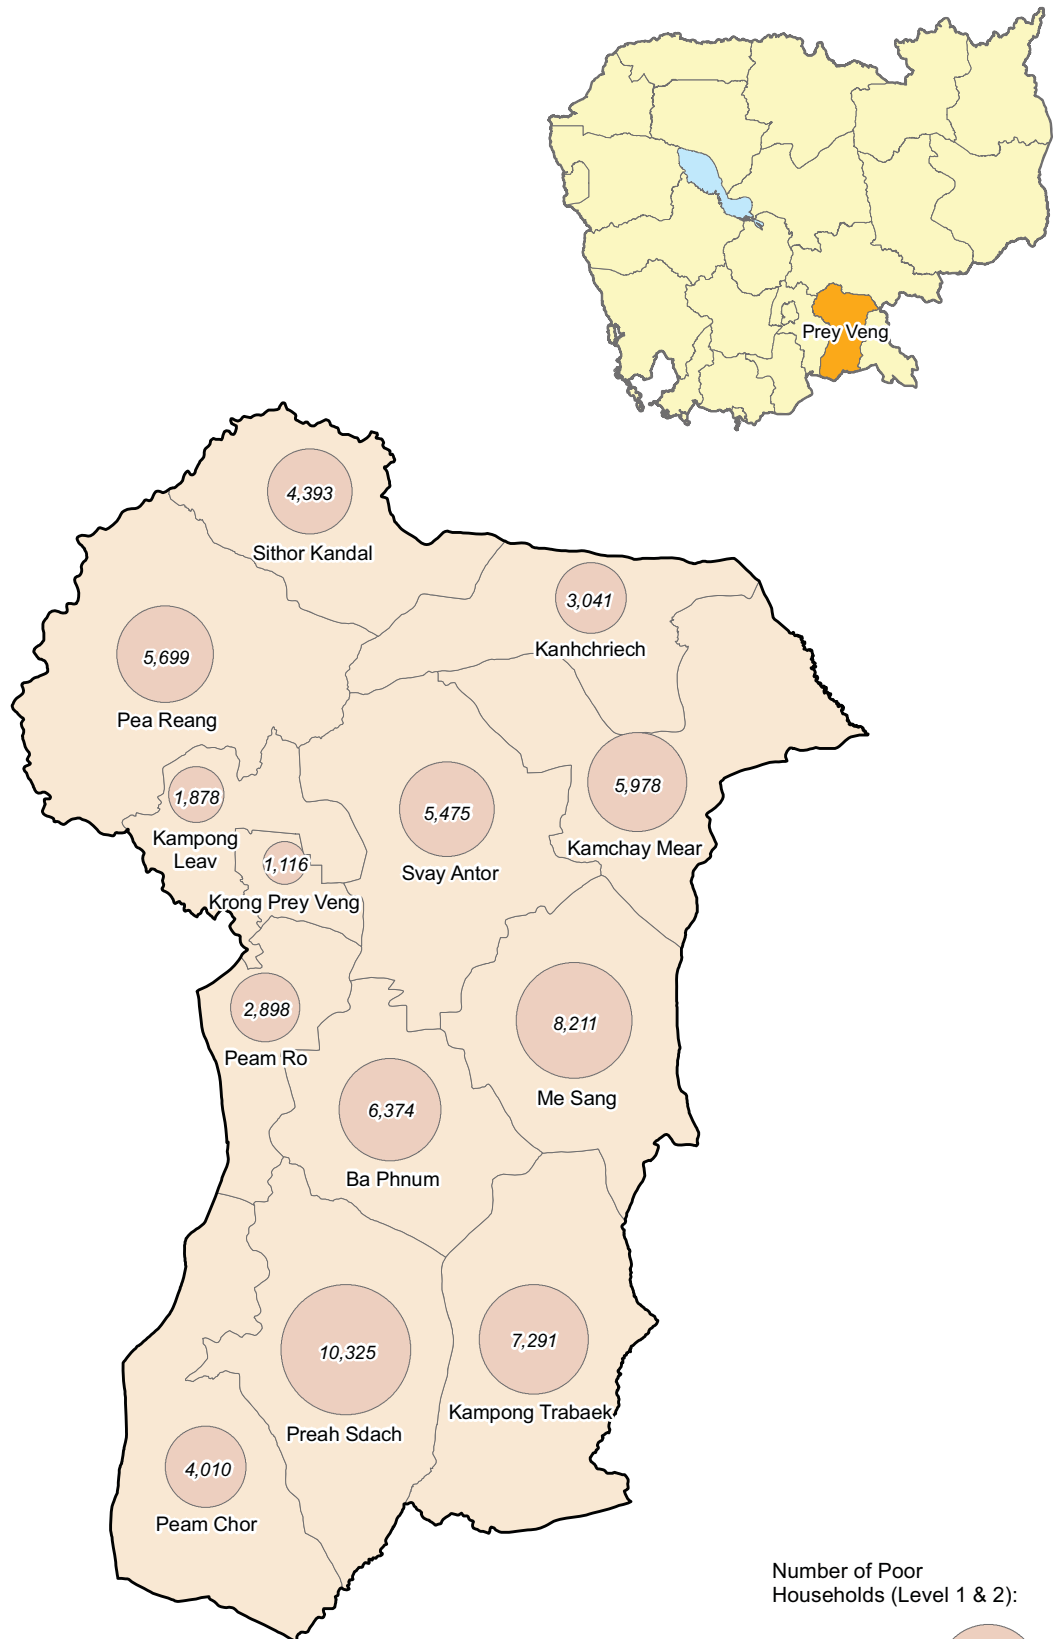 Prey Veng
4,393
Sithor Kandal
3,041
Kanhchriech
5,699
Pea Reang
1,878
Kampong
Leav
5,475
Svay Antor
5,978
Kamchay Mear
1,116
Krong Prey Veng
2,898
Peam Ro
8,211
Me Sang
6,374
Ba Phnum
10,325
Preah Sdach
7,291
Kampong Trabaek
4,010
Peam Chor
Number of Poor
Households (Level 1 & 2):